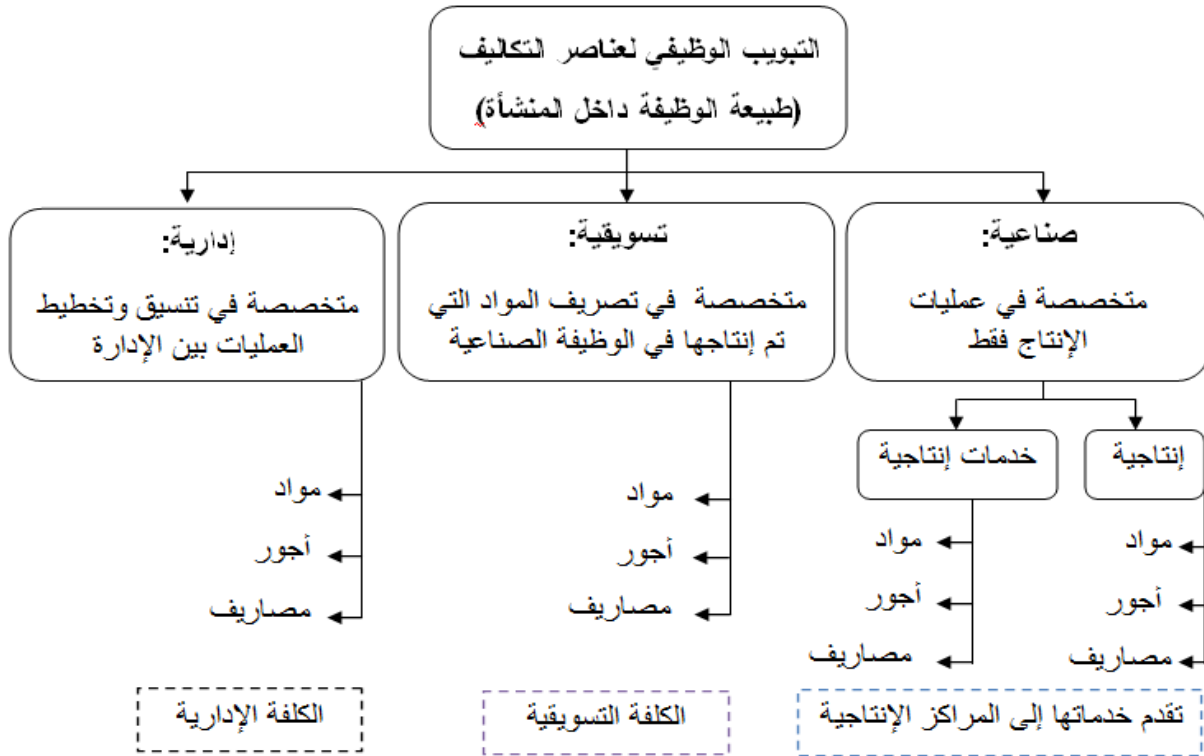 التبويب الوظيفي لعناصر التكاليف
(طبيعة الوظيفة داخل المنشأة)
صناعية:
متخصصة في عمليات
الإنتاج فقط
تسويقية:
متخصصة في تصريف المواد التي
تم إنتاجها في الوظيفة الصناعية
إدارية:
متخصصة في تنسيق وتخطيط
العمليات بين الإدارة
إنتاجية
خدمات إنتاجية
مواد
أجور
مصاريف
مواد
أجور
مصاريف
مواد
أجور
مصاريف
مواد
أجور
مصاريف
تقدم خدماتها إلى المراكز الإنتاجية
الكلفة التسويقية
الكلفة الإدارية